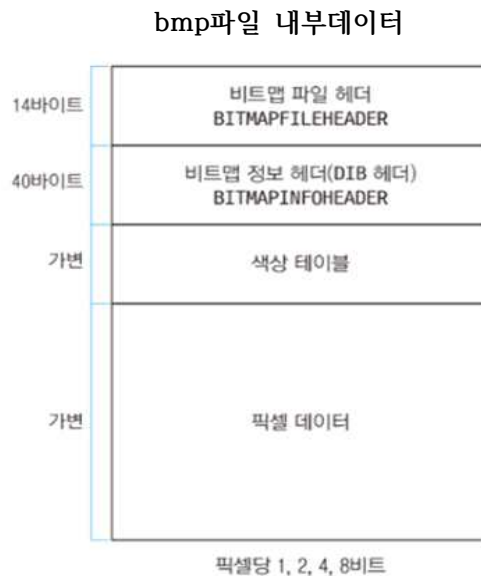 bmp파일 내부데이터
14바이트
비트맵 파일 헤더
BITMAPFILEHEADER
40바이트
비트맵 정보 헤더(DIB 헤더)
BITMAPINFOHEADER
가변
색상 테이블
가변
픽셀 데이터
픽셀당 1, 2, 4, 8비트